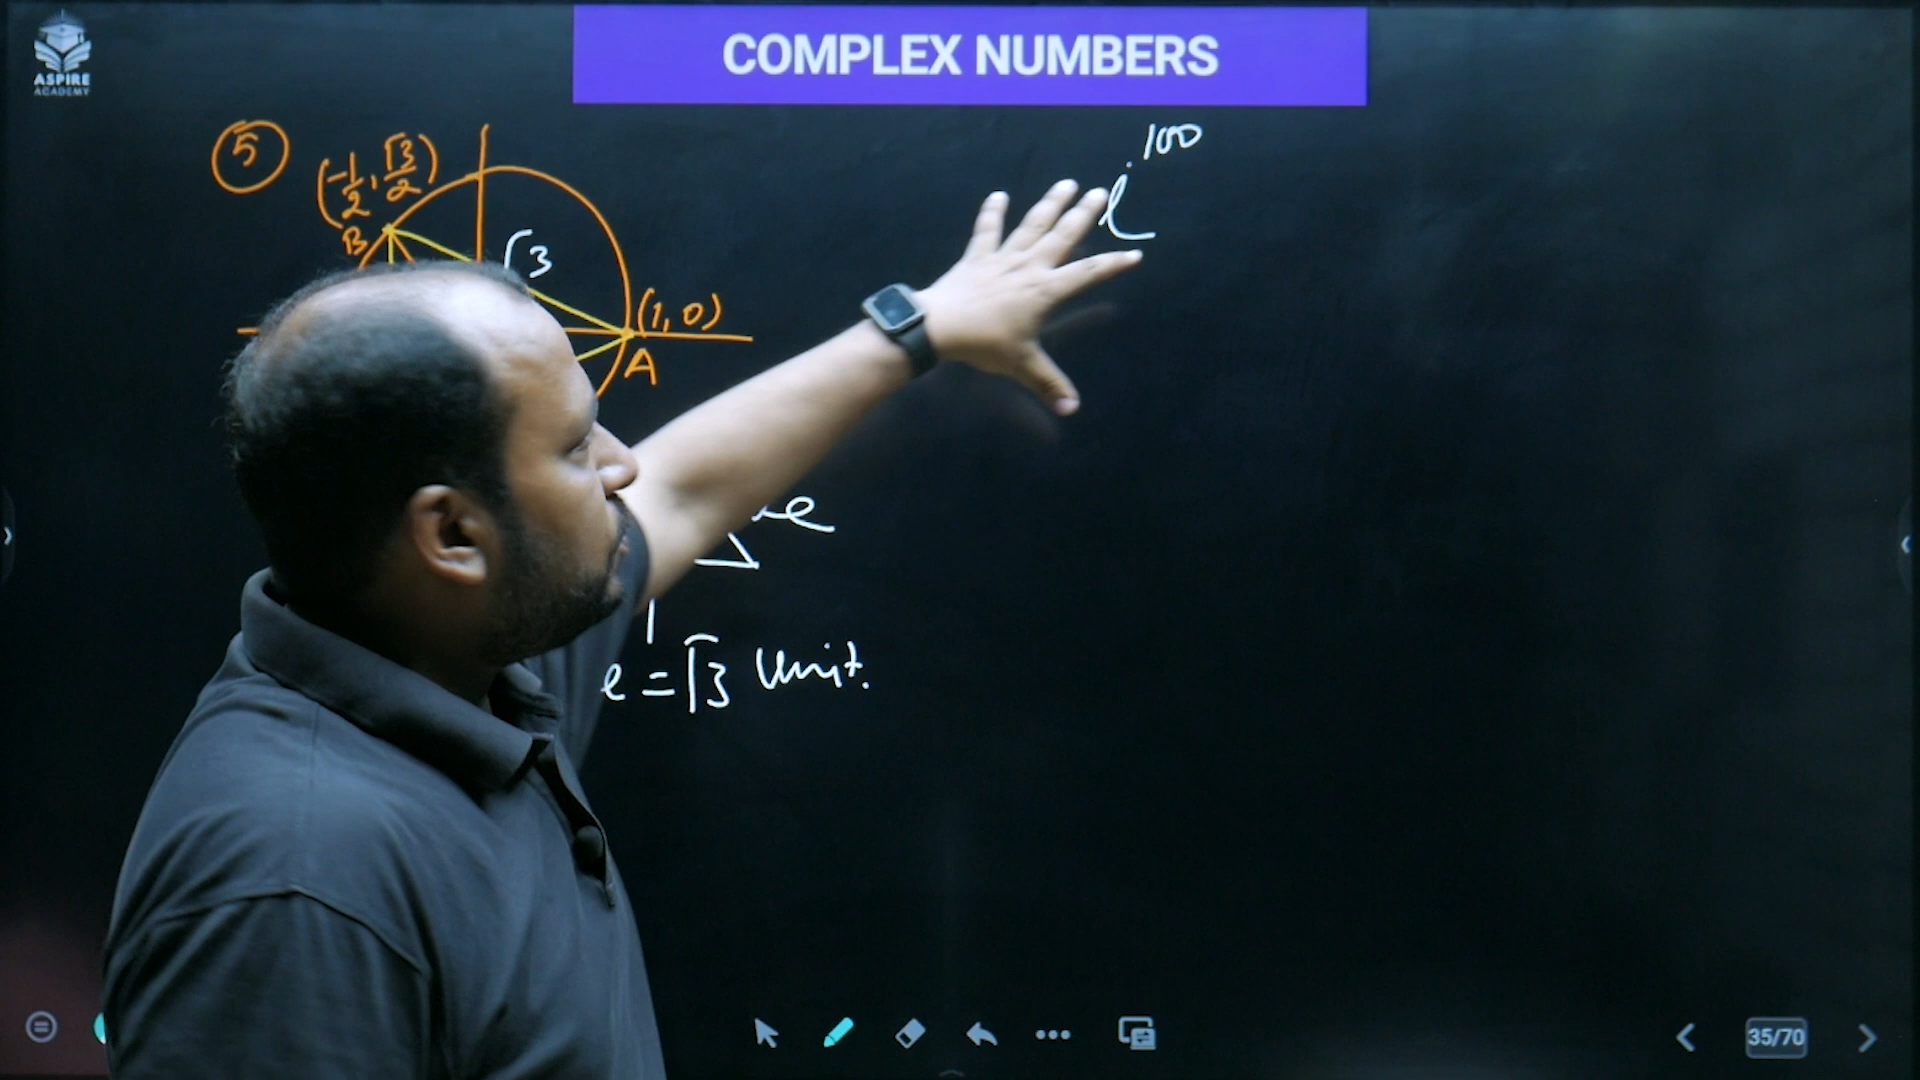 ASPIRE
ACADEMY
COMPLEX NUMBERS
5
(-1/2, √3/2)
B
√3
(1, 0)
A
i^100
e = √3 unit.
35/70